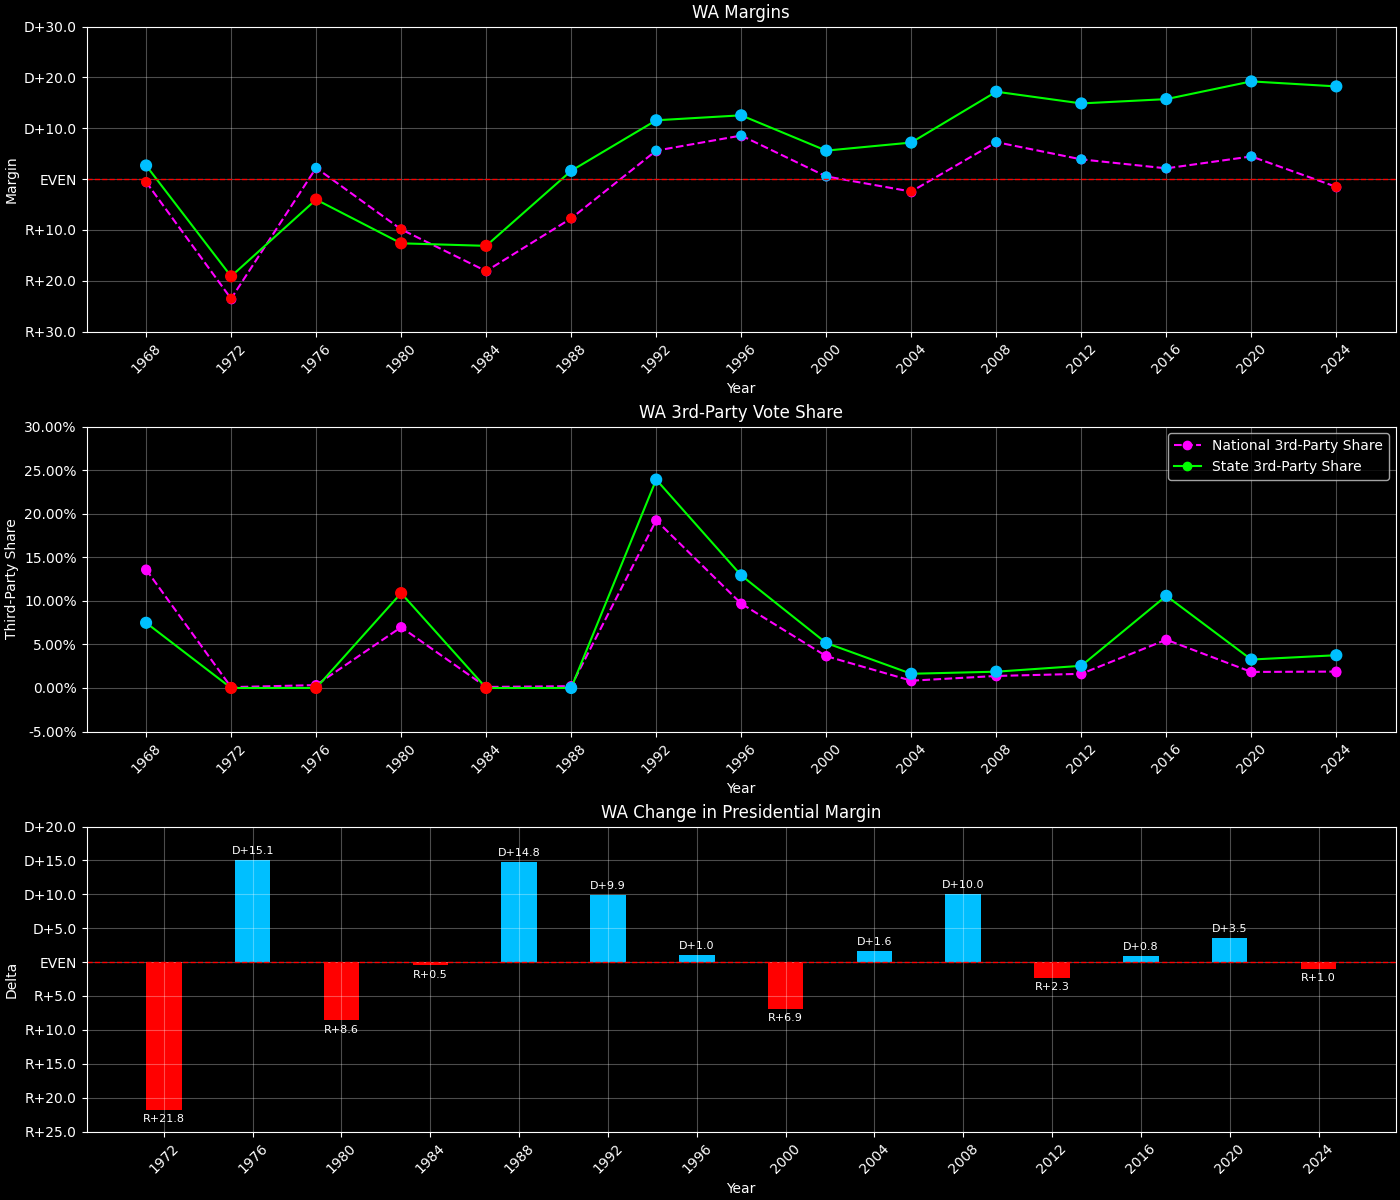 WA Margins
D+30.0
D+20.0
D+10.0
EVEN
R+10.0
R+20.0
R+30.0
Margin
1968 1972 1976 1980 1984 1988 1992 1996 2000 2004 2008 2012 2016 2020 2024
Year
WA 3rd-Party Vote Share
30.00%
25.00%
20.00%
15.00%
10.00%
5.00%
0.00%
-5.00%
Third-Party Share
National 3rd-Party Share
State 3rd-Party Share
1968 1972 1976 1980 1984 1988 1992 1996 2000 2004 2008 2012 2016 2020 2024
Year
WA Change in Presidential Margin
D+20.0
D+15.0
D+10.0
D+5.0
EVEN
R+5.0
R+10.0
R+15.0
R+20.0
R+25.0
Delta
R+21.8
D+15.1
R+8.6
R+0.5
D+14.8
D+9.9
D+1.0
R+6.9
D+1.6
D+10.0
R+2.3
D+0.8
D+3.5
R+1.0
1972 1976 1980 1984 1988 1992 1996 2000 2004 2008 2012 2016 2020 2024
Year